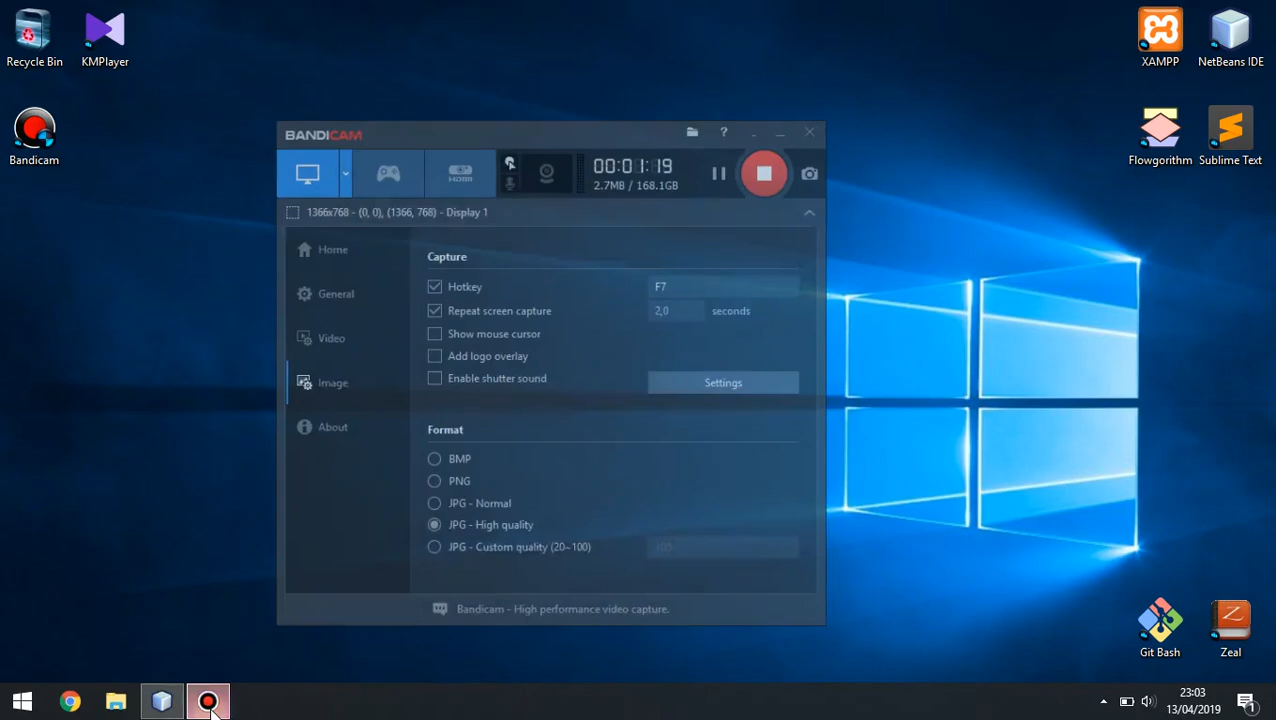 Recycle Bin
KMPlayer
XAMPP
NetBeans IDE
Bandicam
Flowgorithm
Sublime Text
BANDICAM
?
HDMI
00:01:19
2.7MB / 168.1GB
1366x768 - (0, 0), (1366, 768) - Display 1
Home
General
Video
Image
About
Capture
Hotkey F7
Repeat screen capture 2,0 seconds
Show mouse cursor
Add logo overlay
Enable shutter sound Settings
Format
BMP
PNG
JPG - Normal
JPG - High quality
JPG - Custom quality (20~100) 100
Bandicam - High performance video capture.
Git Bash
Zeal
23:03
13/04/2019
1